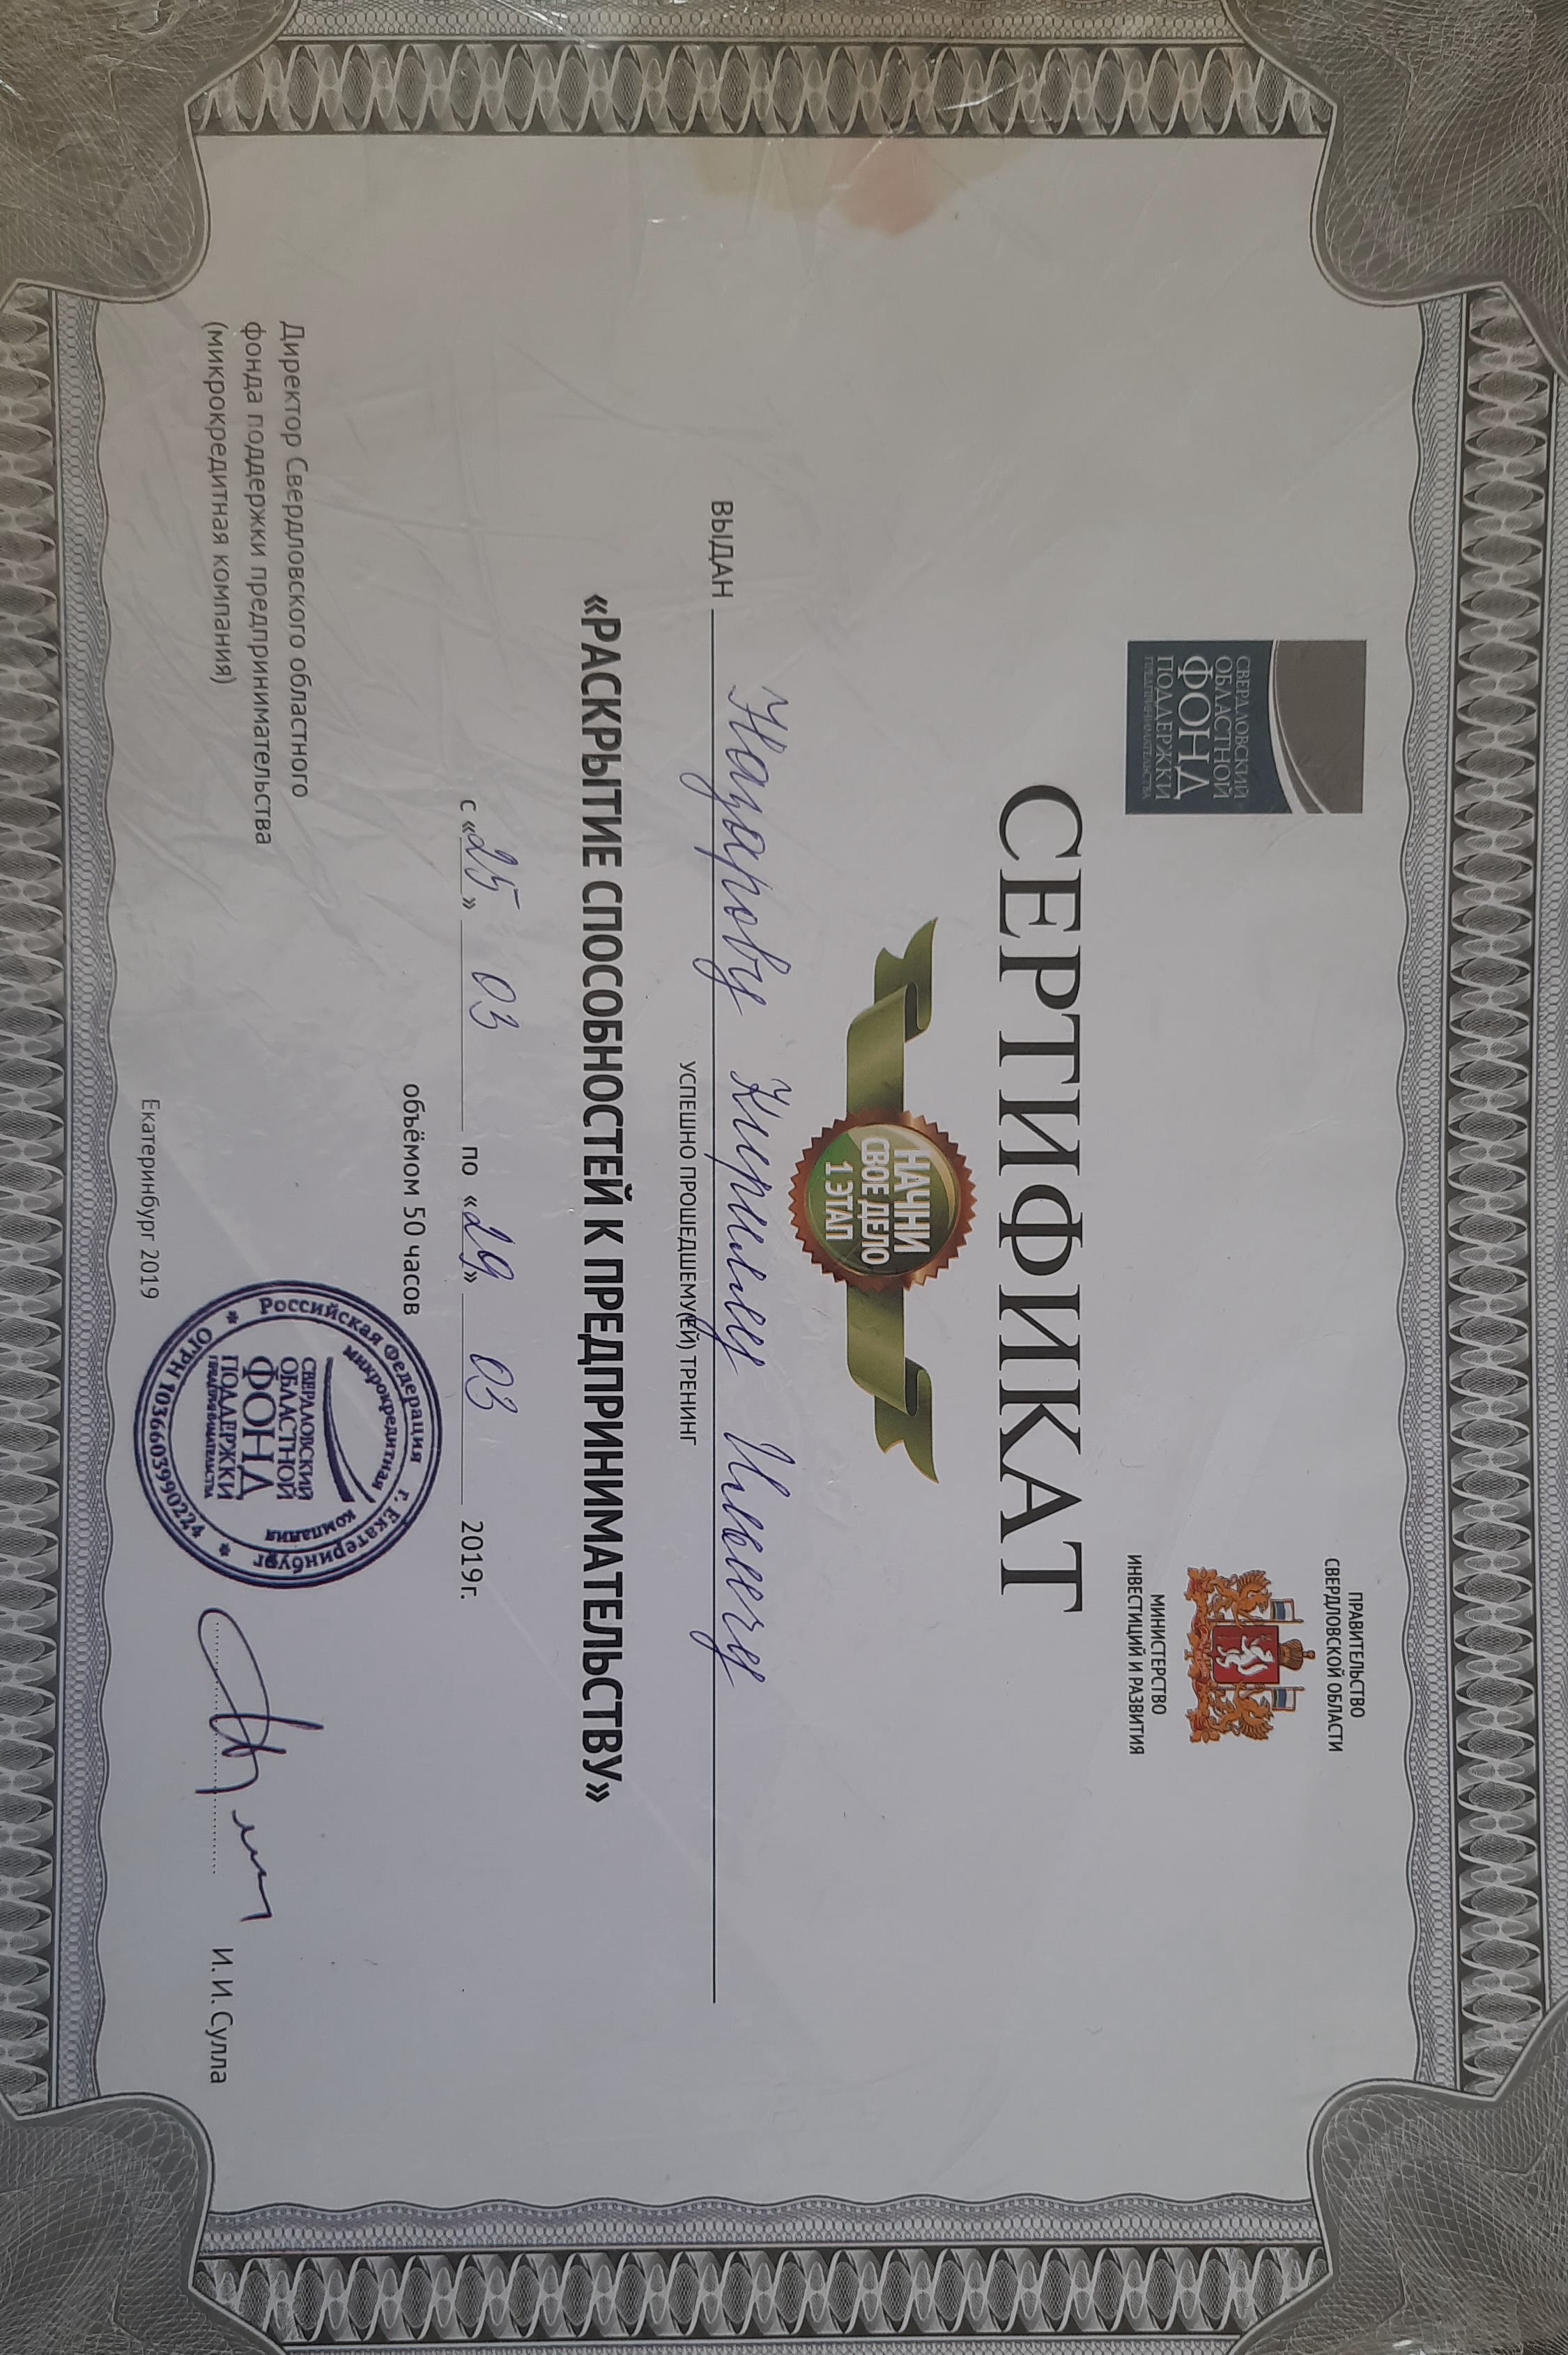 СВЕРДЛОВСКИЙ
ОБЛАСТНОЙ
ФОНД
ПОДДЕРЖКИ
ПРЕДПРИНИМАТЕЛЬСТВА
ПРАВИТЕЛЬСТВО
СВЕРДЛОВСКОЙ ОБЛАСТИ
МИНИСТЕРСТВО
ИНВЕСТИЦИЙ И РАЗВИТИЯ
СЕРТИФИКАТ
НАЧНИ
СВОЕ ДЕЛО
1 ЭТАП
ВЫДАН Назарову Кириллу Ильичу
УСПЕШНО ПРОШЕДШЕМУ(ЕЙ) ТРЕНИНГ
«РАСКРЫТИЕ СПОСОБНОСТЕЙ К ПРЕДПРИНИМАТЕЛЬСТВУ»
с «25» 03 по «29» 03 2019г.
объёмом 50 часов
Директор Свердловского областного
фонда поддержки предпринимательства
(микрокредитная компания)
Российская Федерация г. Екатеринбург
* ОГРН 1036603990224 *
микрокредитная компания
СВЕРДЛОВСКИЙ
ОБЛАСТНОЙ
ФОНД
ПОДДЕРЖКИ
ПРЕДПРИНИМАТЕЛЬСТВА
И. И. Сулла
Екатеринбург 2019